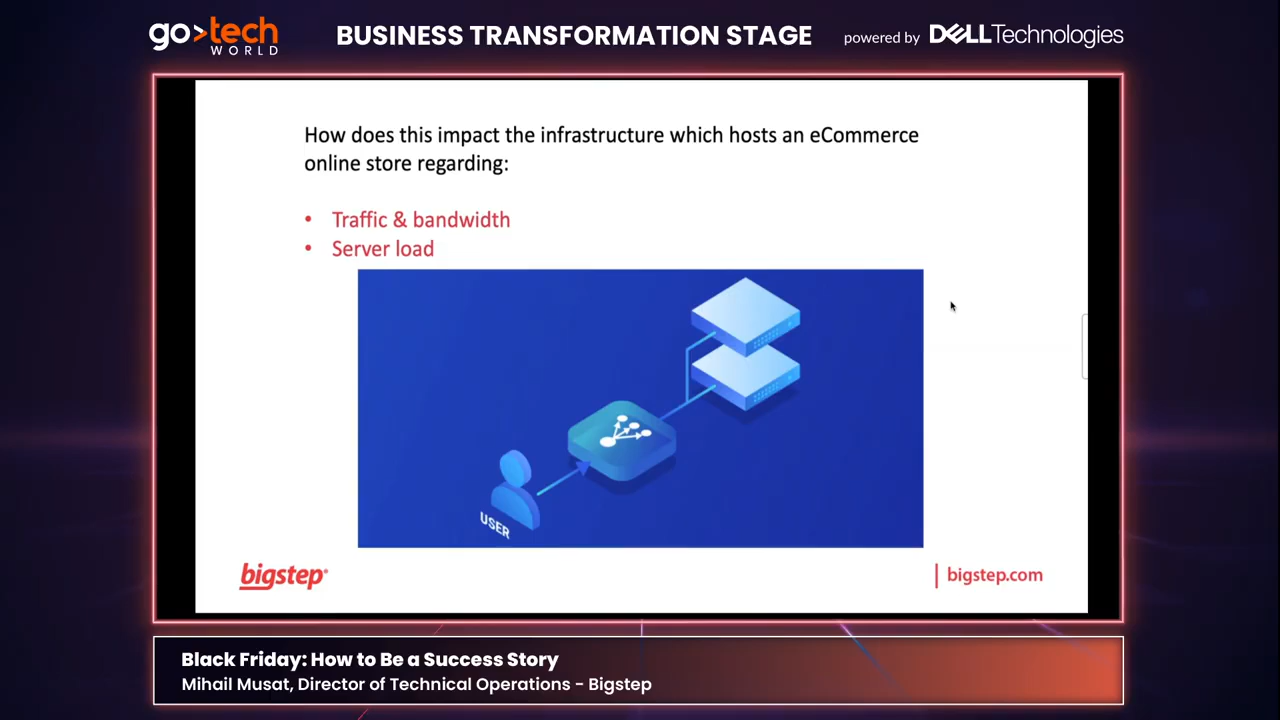 go>tech
WORLD
BUSINESS TRANSFORMATION STAGE
powered by DELLTechnologies
How does this impact the infrastructure which hosts an eCommerce
online store regarding:
• Traffic & bandwidth
• Server load
USER
bigstep®
bigstep.com
Black Friday: How to Be a Success Story
Mihail Musat, Director of Technical Operations - Bigstep